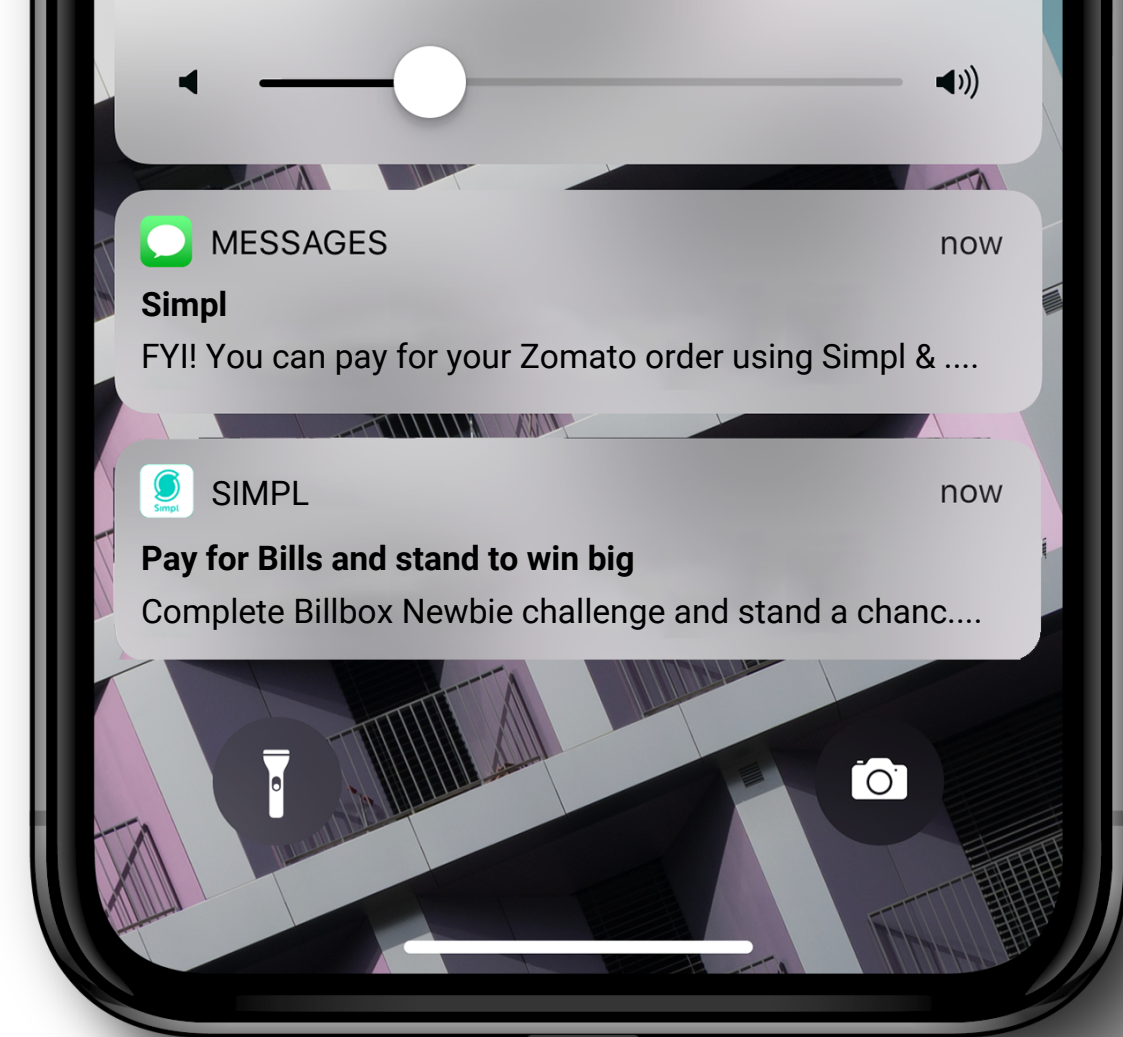 MESSAGES now
Simpl
FYI! You can pay for your Zomato order using Simpl & ....
Simpl
SIMPL now
Pay for Bills and stand to win big
Complete Billbox Newbie challenge and stand a chanc....